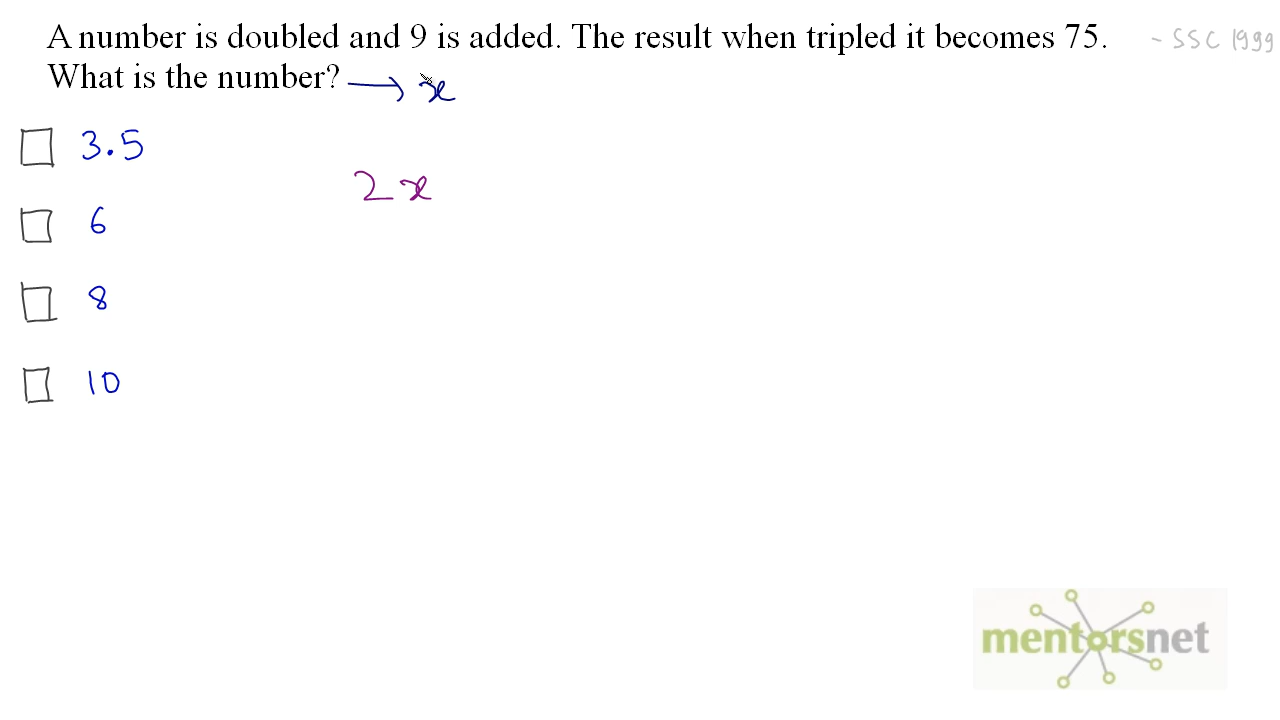 A number is doubled and 9 is added. The result when tripled it becomes 75. - SSC 1999
What is the number? → x
3.5
2x
6
8
10
mentorsnet